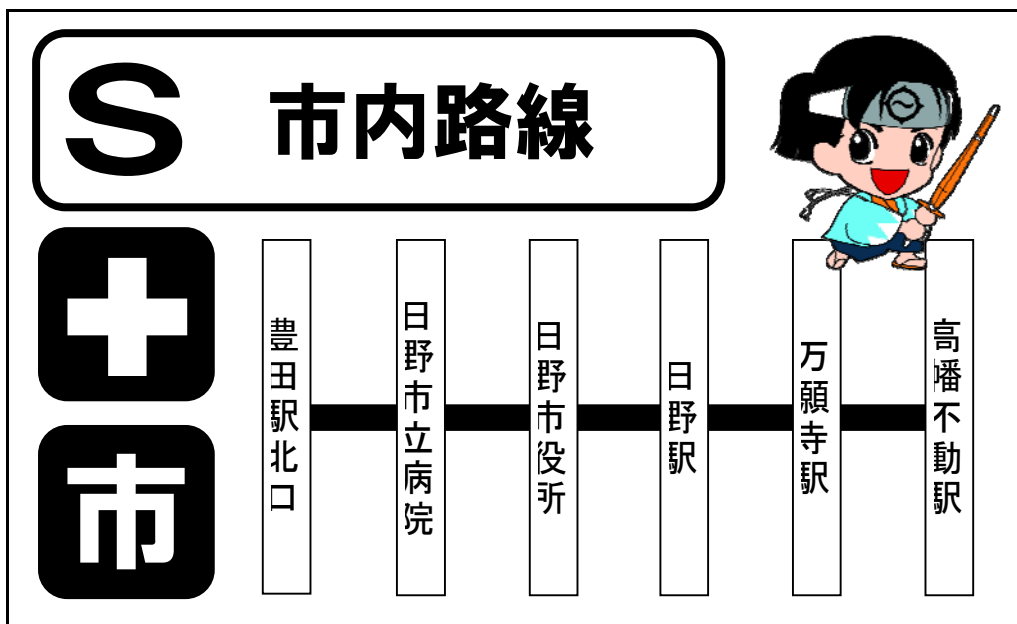 S 市内路線
市
豊田駅北口
日野市立病院
日野市役所
日野駅
万願寺駅
高幡不動駅